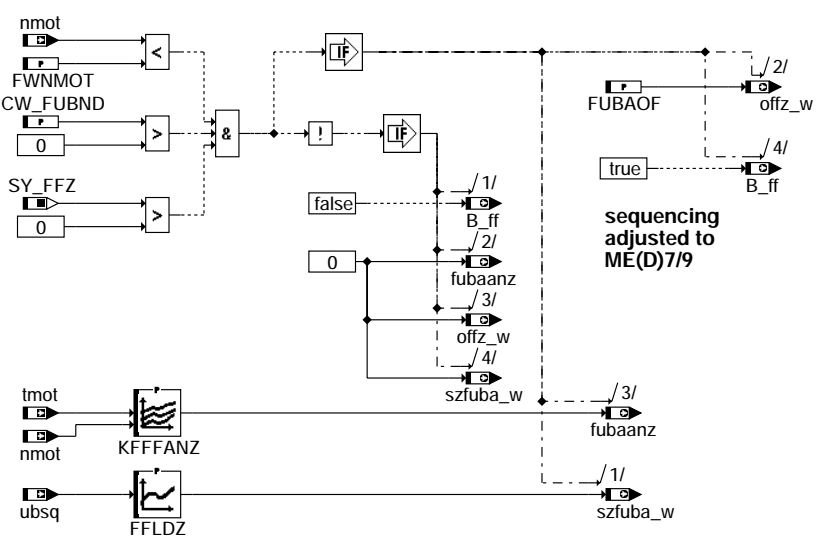 nmot
FWNMOT
<
CW_FUBND
0
>
SY_FFZ
0
>
&
IF
!
IF
P
FUBAOF
/2/
offz_w
true
/4/
B_ff
sequencing
adjusted to
ME(D)7/9
false
/1/
B_ff
0
/2/
fubaanz
/3/
offz_w
/4/
szfuba_w
tmot
nmot
P
KFFFANZ
/3/
fubaanz
ubsq
P
FFLDZ
/1/
szfuba_w